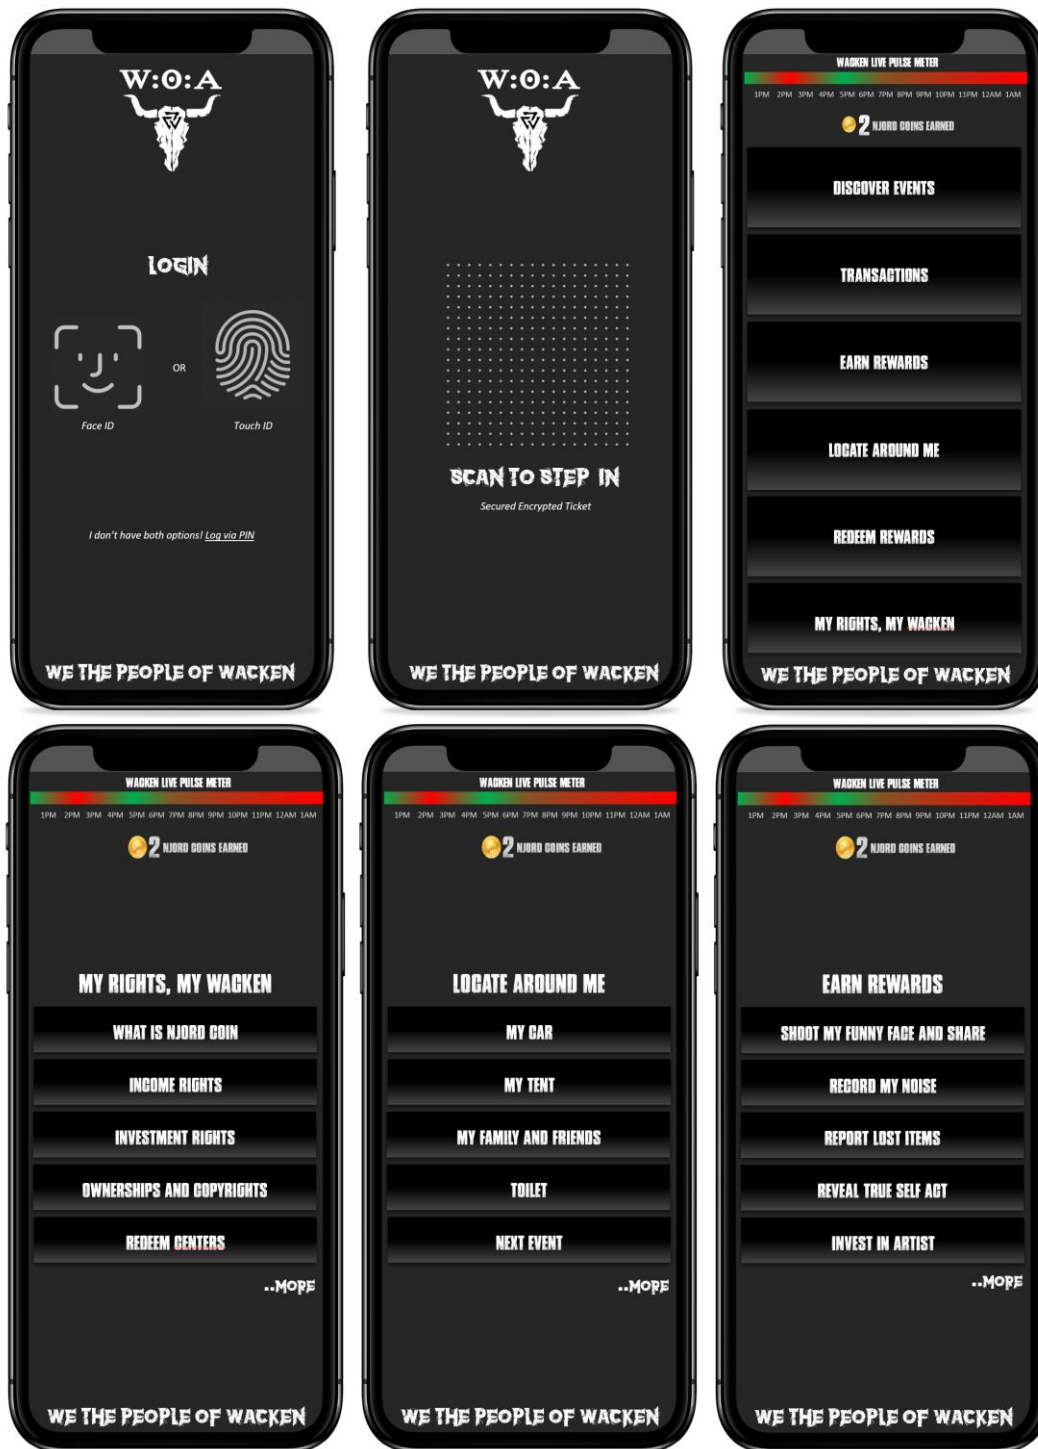 W:O:A
LOGIN
OR
Face ID
Touch ID
I don't have both options! Log via PIN
WE THE PEOPLE OF WACKEN
W:O:A
SCAN TO STEP IN
Secured Encrypted Ticket
WE THE PEOPLE OF WACKEN
WACKEN LIVE PULSE METER
1PM 2PM 3PM 4PM 5PM 6PM 7PM 8PM 9PM 10PM 11PM 12AM 1AM
2 NJORD COINS EARNED
DISCOVER EVENTS
TRANSACTIONS
EARN REWARDS
LOCATE AROUND ME
REDEEM REWARDS
MY RIGHTS, MY WACKEN
WE THE PEOPLE OF WACKEN
WACKEN LIVE PULSE METER
1PM 2PM 3PM 4PM 5PM 6PM 7PM 8PM 9PM 10PM 11PM 12AM 1AM
2 NJORD COINS EARNED
MY RIGHTS, MY WACKEN
WHAT IS NJORD COIN
INCOME RIGHTS
INVESTMENT RIGHTS
OWNERSHIPS AND COPYRIGHTS
REDEEM CENTERS
..MORE
WE THE PEOPLE OF WACKEN
WACKEN LIVE PULSE METER
1PM 2PM 3PM 4PM 5PM 6PM 7PM 8PM 9PM 10PM 11PM 12AM 1AM
2 NJORD COINS EARNED
LOCATE AROUND ME
MY CAR
MY TENT
MY FAMILY AND FRIENDS
TOILET
NEXT EVENT
..MORE
WE THE PEOPLE OF WACKEN
WACKEN LIVE PULSE METER
1PM 2PM 3PM 4PM 5PM 6PM 7PM 8PM 9PM 10PM 11PM 12AM 1AM
2 NJORD COINS EARNED
EARN REWARDS
SHOOT MY FUNNY FACE AND SHARE
RECORD MY NOISE
REPORT LOST ITEMS
REVEAL TRUE SELF ACT
INVEST IN ARTIST
..MORE
WE THE PEOPLE OF WACKEN